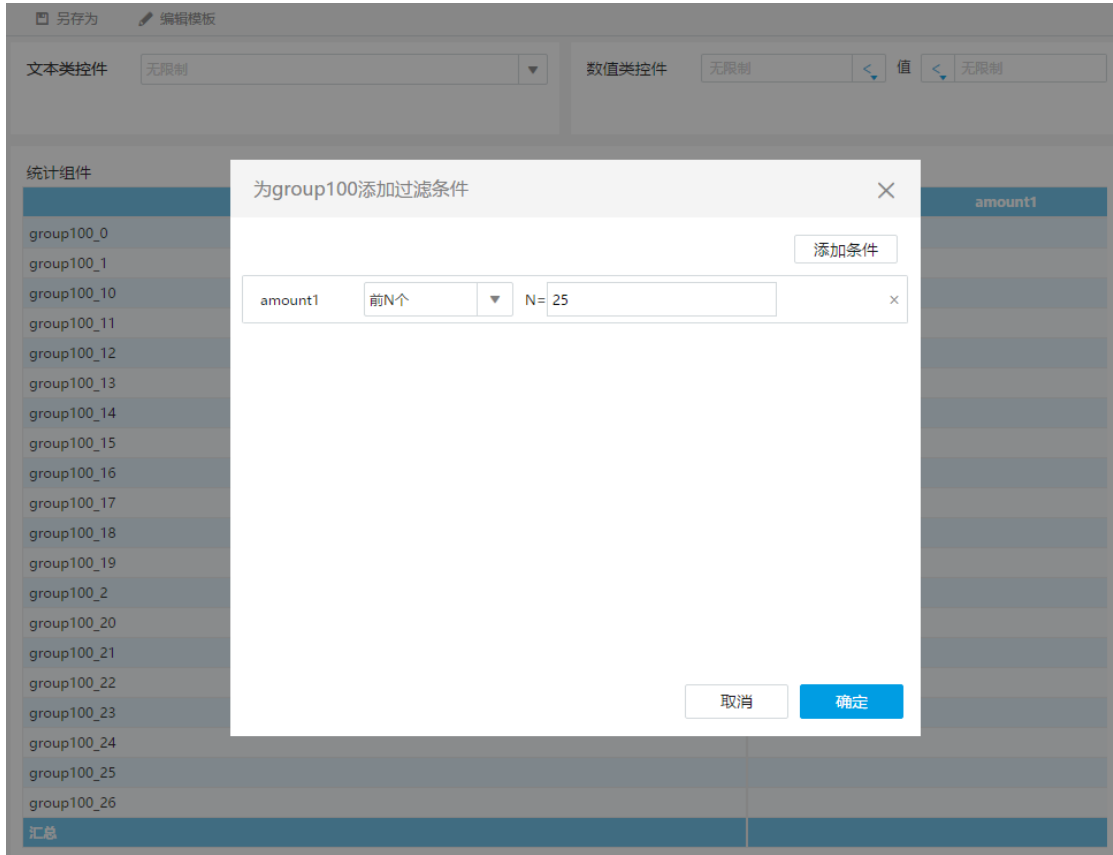 另存为 编辑模板
文本类控件 无限制 数值类控件 无限制 < 值 < 无限制
统计组件
amount1
为group100添加过滤条件
添加条件
amount1 前N个 N= 25
取消 确定
group100_0
group100_1
group100_10
group100_11
group100_12
group100_13
group100_14
group100_15
group100_16
group100_17
group100_18
group100_19
group100_2
group100_20
group100_21
group100_22
group100_23
group100_24
group100_25
group100_26
汇总